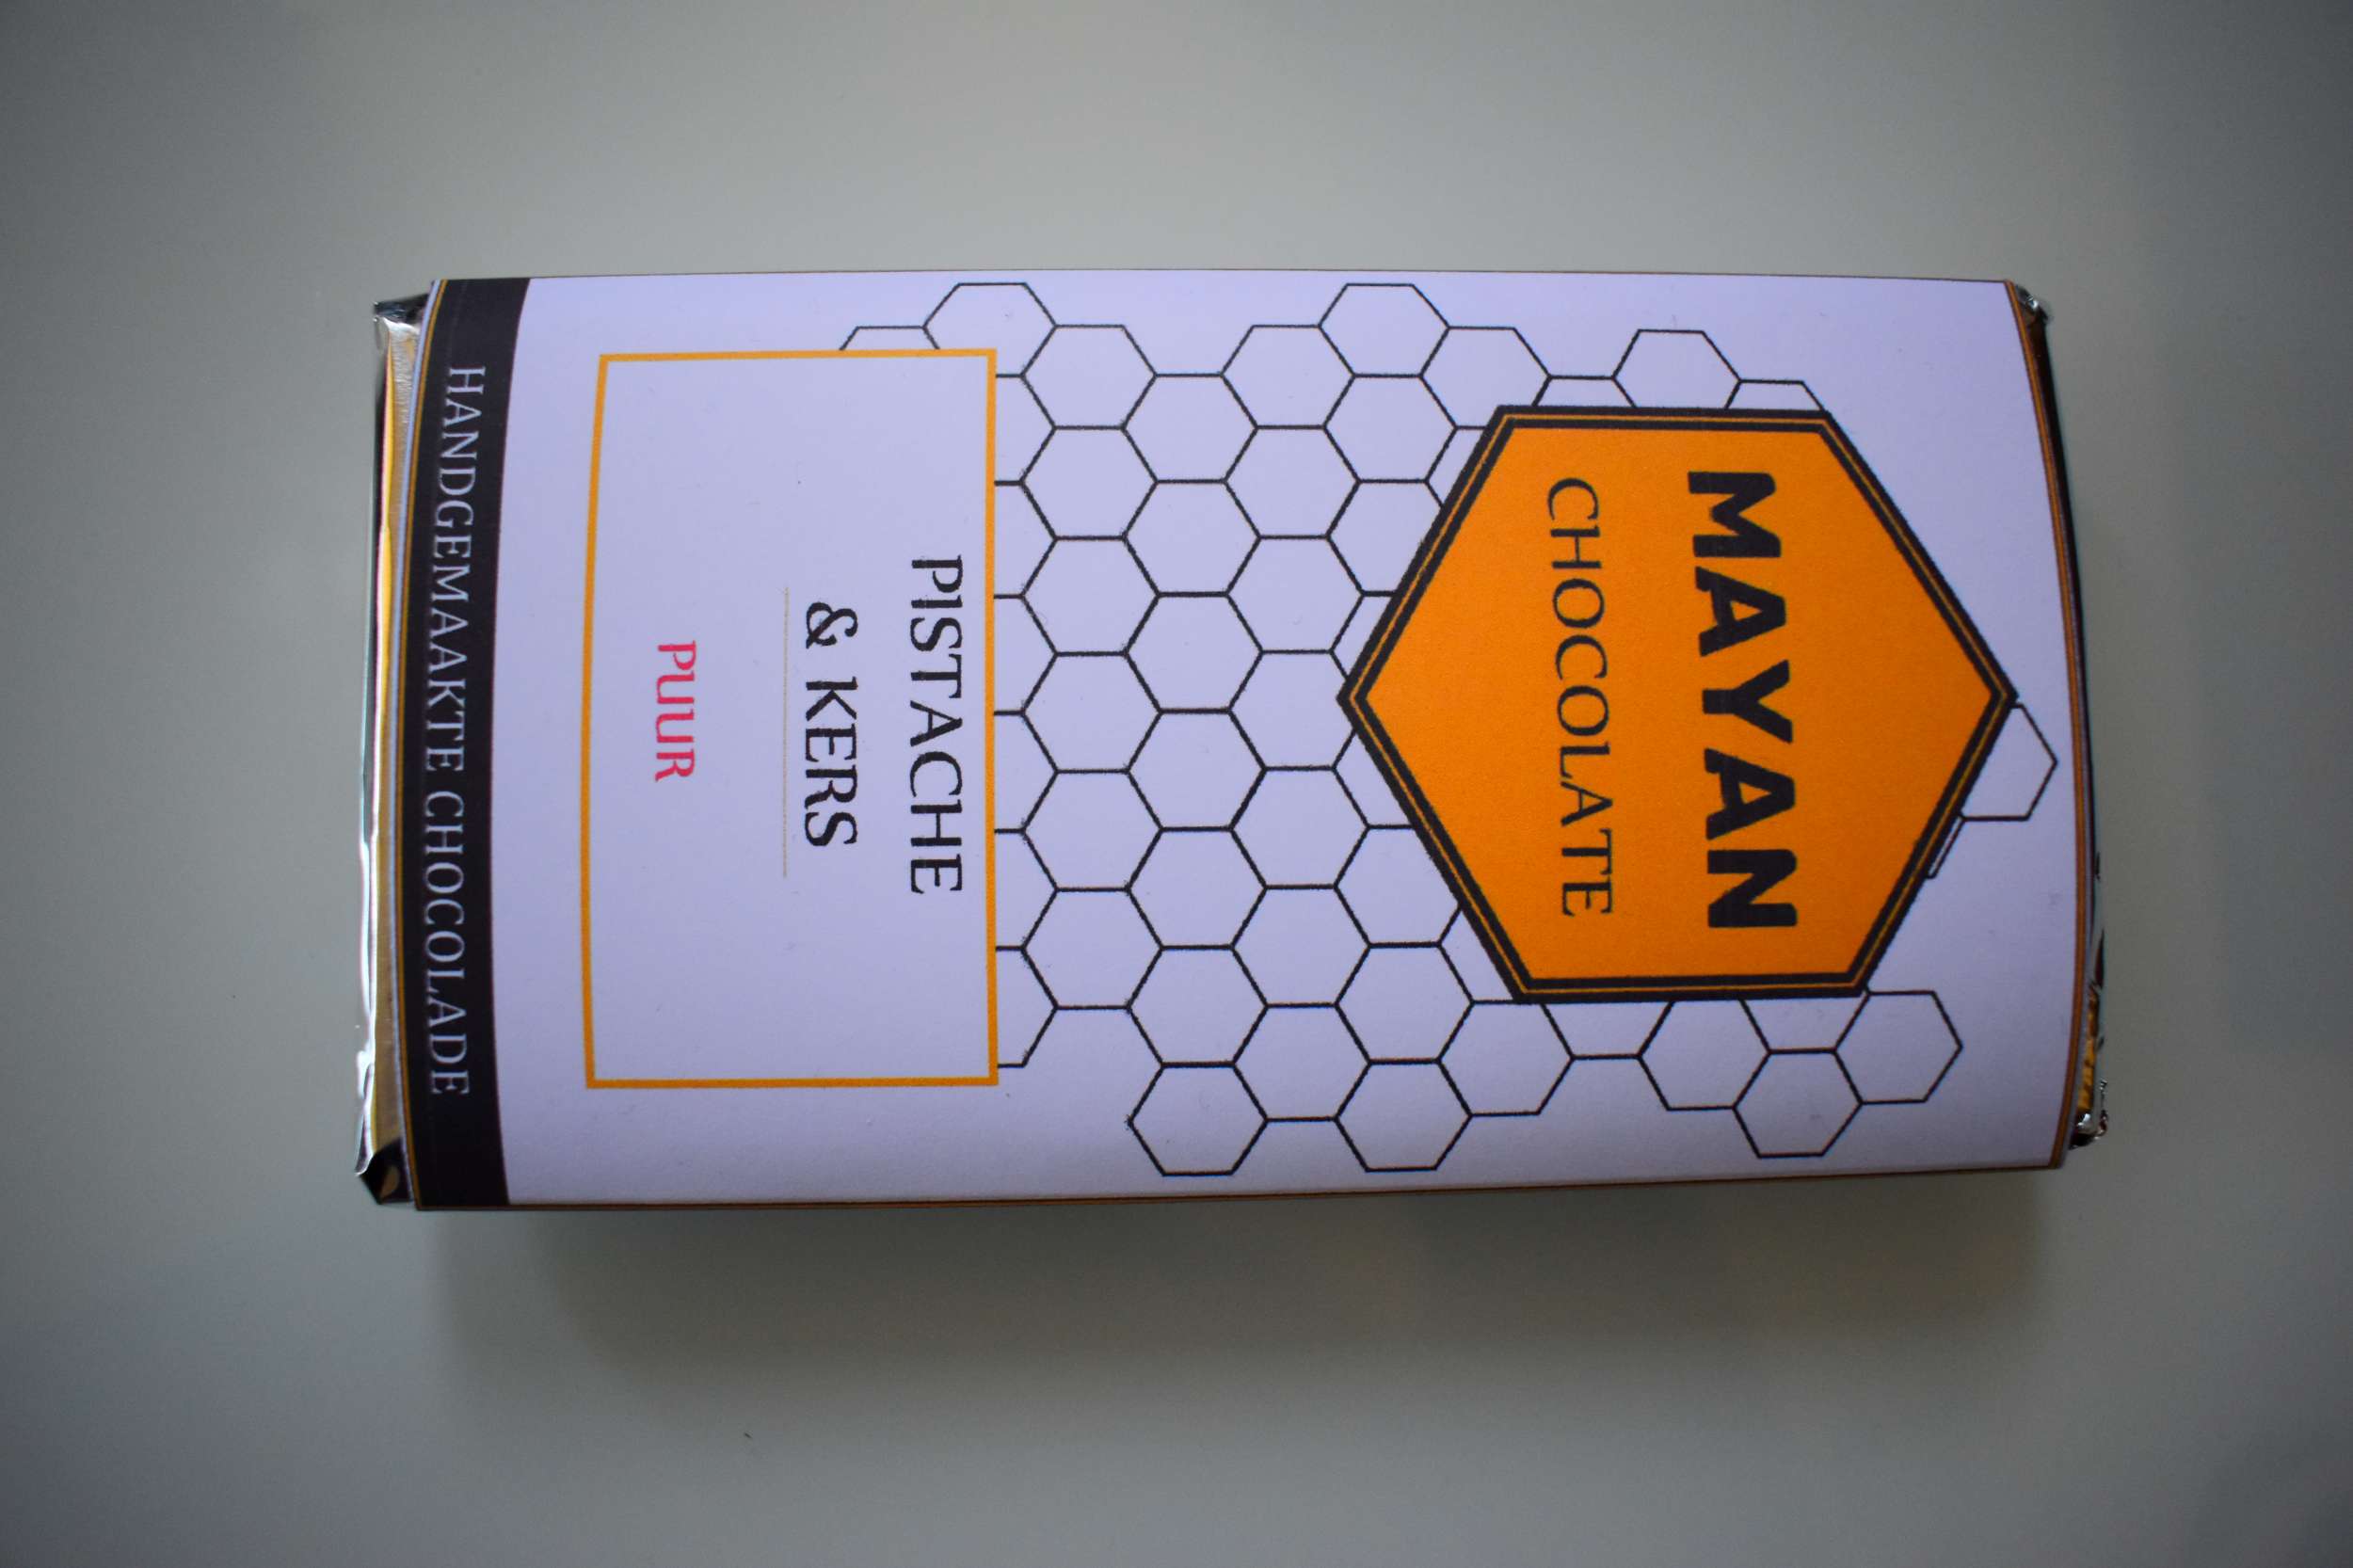 MAYAN
CHOCOLATE
PISTACHE
& KERS
PUUR
HANDGEMAAKTE CHOCOLADE